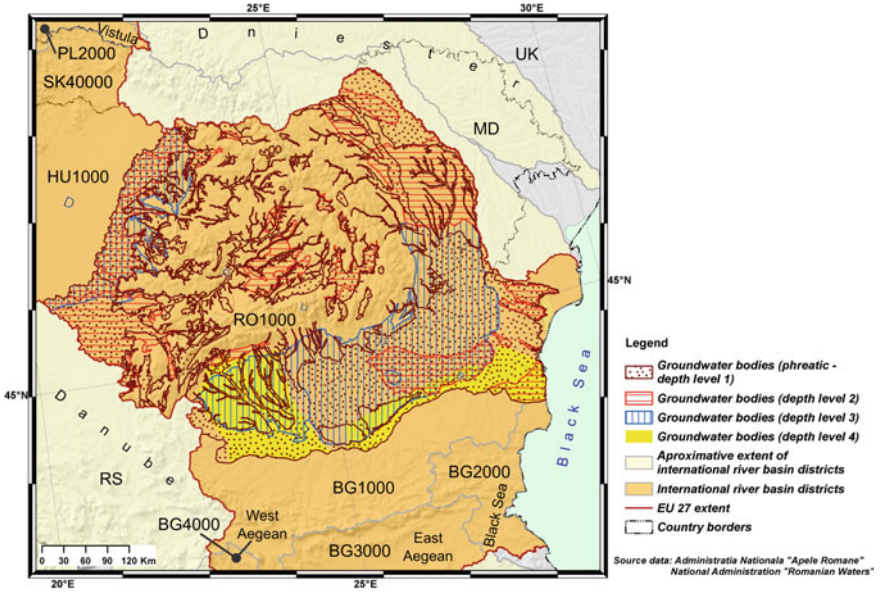 25°E
30°E
D n i e s t e r
Vistula
PL2000
SK40000
UK
MD
HU1000
45°N
RO1000
45°N
D a n u b e
RS
BG1000
BG2000
Black Sea
BG4000
West
Aegean
BG3000
East
Aegean
Black Sea
0 30 60 90 120
Km
20°E
25°E
Legend
Groundwater bodies (phreatic -
depth level 1)
Groundwater bodies (depth level 2)
Groundwater bodies (depth level 3)
Groundwater bodies (depth level 4)
Aproximative extent of
international river basin districts
International river basin districts
EU 27 extent
Country borders
Source data: Administratia Nationala "Apele Romane"
National Administration "Romanian Waters"